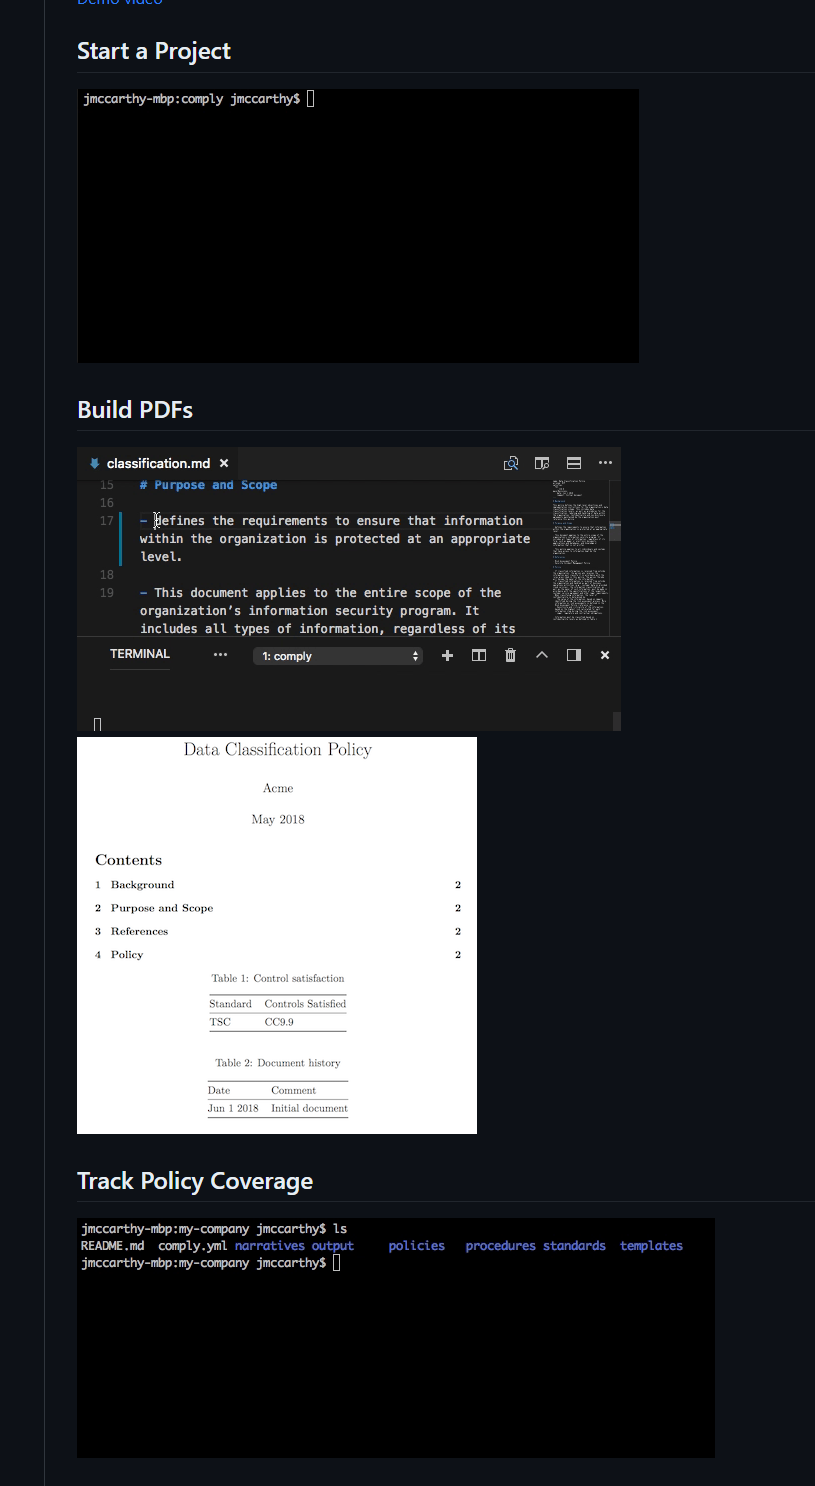 Demo video
Start a Project
jmccarthy-mbp:comply jmccarthy$
Build PDFs
classification.md
15 # Purpose and Scope
16
17 - defines the requirements to ensure that information
within the organization is protected at an appropriate
level.
18
19 - This document applies to the entire scope of the
organization’s information security program. It
includes all types of information, regardless of its
TERMINAL ··· 1: comply
Data Classification Policy
Acme
May 2018
Contents
1 Background 2
2 Purpose and Scope 2
3 References 2
4 Policy 2
Table 1: Control satisfaction
Standard Controls Satisfied
TSC CC9.9
Table 2: Document history
Date Comment
Jun 1 2018 Initial document
Track Policy Coverage
jmccarthy-mbp:my-company jmccarthy$ ls
README.md comply.yml narratives output policies procedures standards templates
jmccarthy-mbp:my-company jmccarthy$